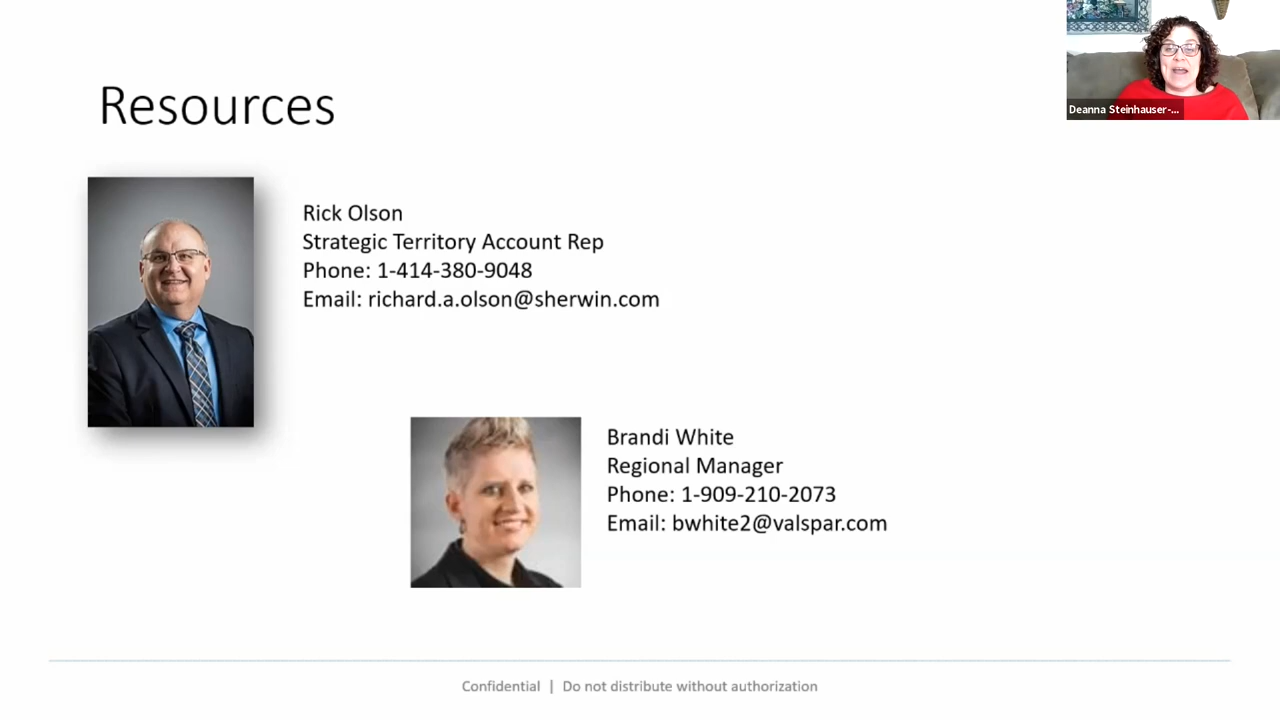 Resources
Deanna Steinhauser-...
Rick Olson
Strategic Territory Account Rep
Phone: 1-414-380-9048
Email: richard.a.olson@sherwin.com
Brandi White
Regional Manager
Phone: 1-909-210-2073
Email: bwhite2@valspar.com
Confidential | Do not distribute without authorization